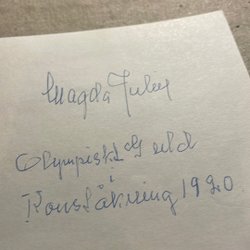 Magda Julin
Olympiskt Guld
i
Konståkning 1920